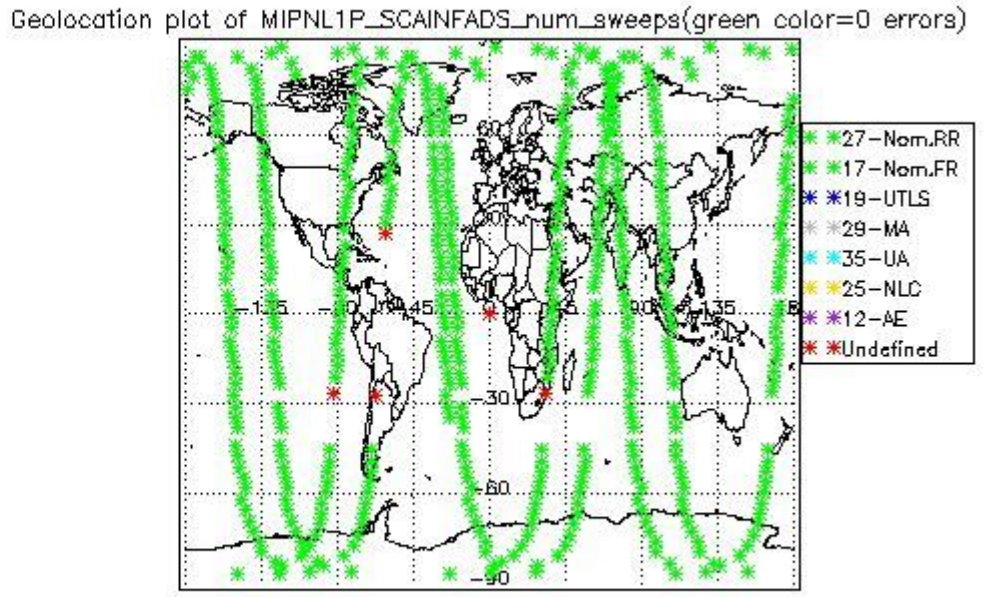 Geolocation plot of MIPNL1P_SCAINFADS_num_sweeps(green color=0 errors)
27-Nom.RR
17-Nom.FR
19-UTLS
29-MA
35-UA
25-NLC
12-AE
Undefined
60
-135
45
90
135
-30
-60
-90